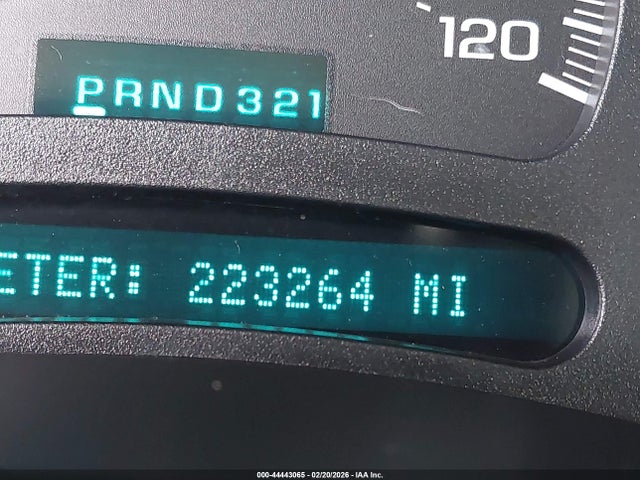 120
PRND321
ETER: 223264 MI
000-44443065 - 02/20/2026 - IAA Inc.